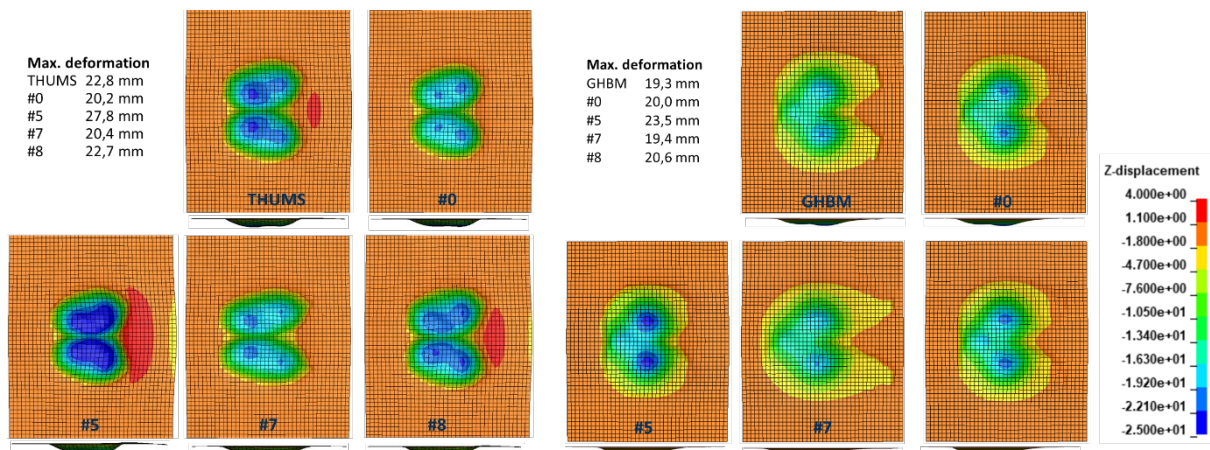 Max. deformation
THUMS 22,8 mm
#0 20,2 mm
#5 27,8 mm
#7 20,4 mm
#8 22,7 mm
THUMS
#0
#5
#7
#8
Max. deformation
GHBM 19,3 mm
#0 20,0 mm
#5 23,5 mm
#7 19,4 mm
#8 20,6 mm
GHBM
#0
#5
#7
Z-displacement
4.000e+00
1.100e+00
-1.800e+00
-4.700e+00
-7.600e+00
-1.050e+01
-1.340e+01
-1.630e+01
-1.920e+01
-2.210e+01
-2.500e+01